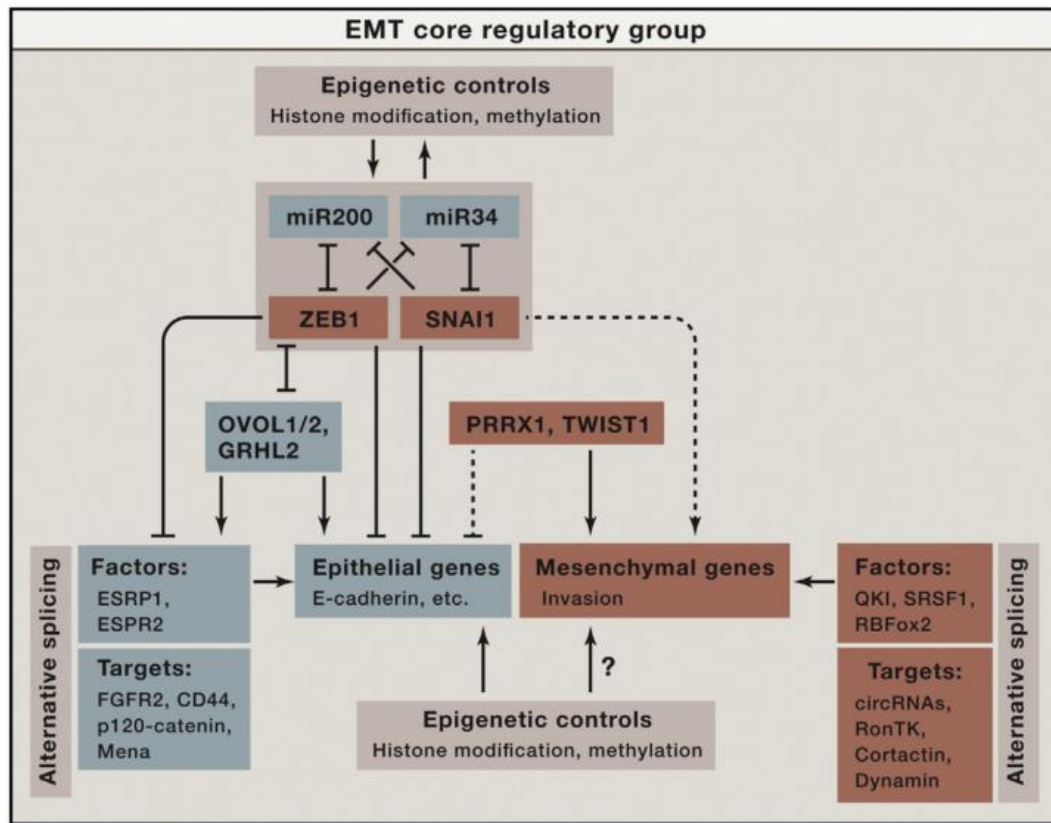 EMT core regulatory group
Epigenetic controls
Histone modification, methylation
miR200
miR34
ZEB1
SNAI1
OVOL1/2,
GRHL2
PRRX1, TWIST1
Alternative splicing
Factors:
ESRP1,
ESPR2
Targets:
FGFR2, CD44,
p120-catenin,
Mena
Epithelial genes
E-cadherin, etc.
Mesenchymal genes
Invasion
?
Epigenetic controls
Histone modification, methylation
Factors:
QKI, SRSF1,
RBFox2
Targets:
circRNAs,
RonTK,
Cortactin,
Dynamin
Alternative splicing